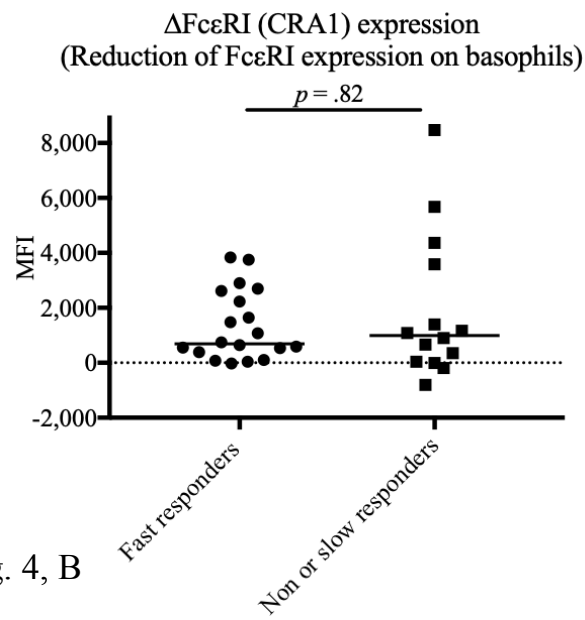 ΔFcεRI (CRA1) expression
(Reduction of FcεRI expression on basophils)
p = .82
8,000
6,000
4,000
2,000
0
-2,000
MFI
Fast responders
Non or slow responders
. 4, B